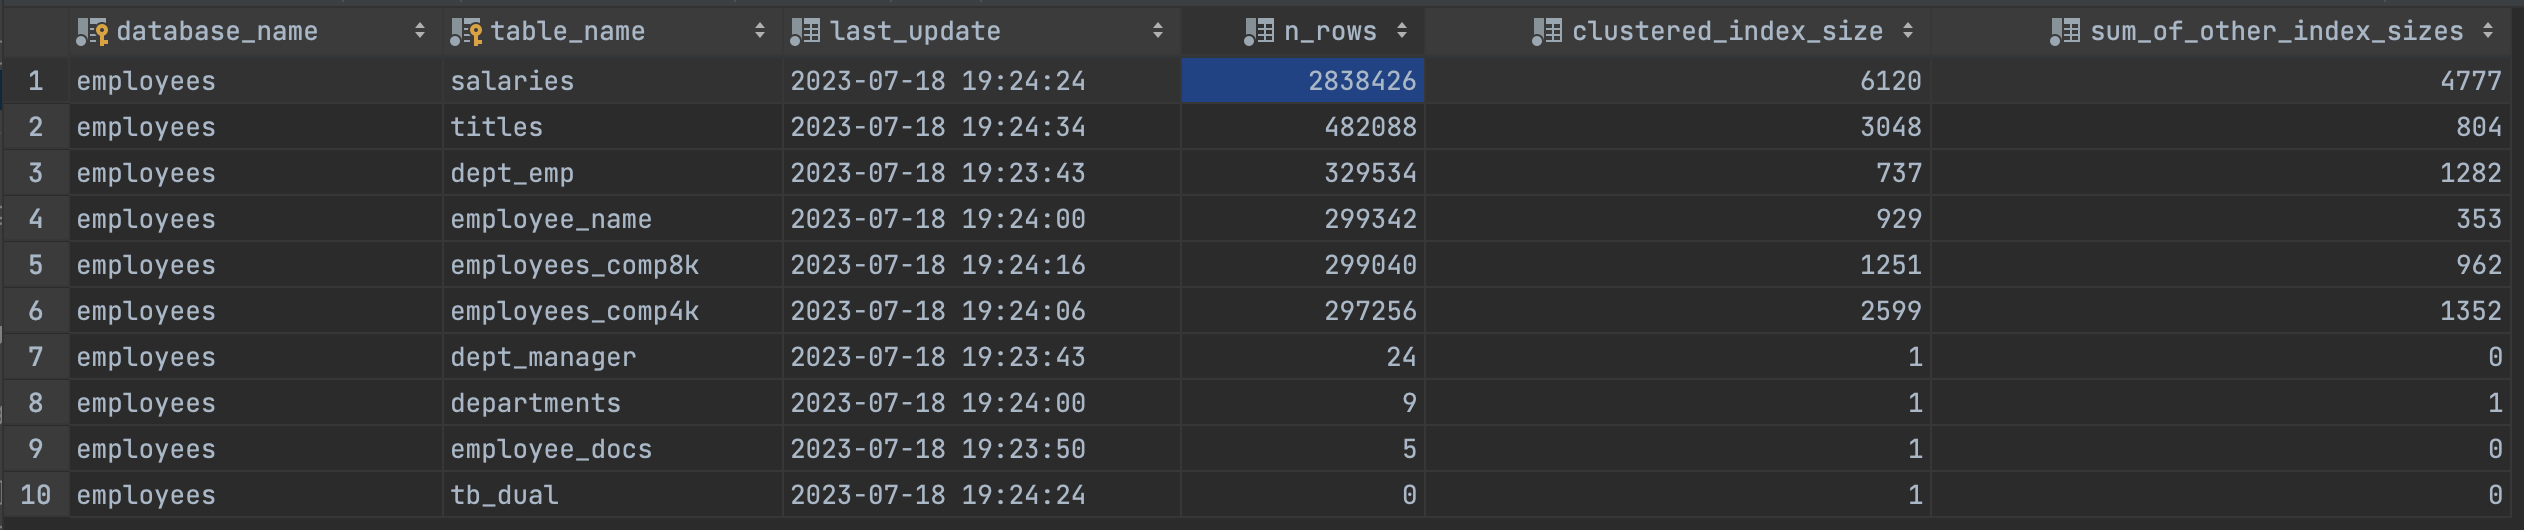 database_name table_name last_update n_rows clustered_index_size sum_of_other_index_sizes
1 employees salaries 2023-07-18 19:24:24 2838426 6120 4777
2 employees titles 2023-07-18 19:24:34 482088 3048 804
3 employees dept_emp 2023-07-18 19:23:43 329534 737 1282
4 employees employee_name 2023-07-18 19:24:00 299342 929 353
5 employees employees_comp8k 2023-07-18 19:24:16 299040 1251 962
6 employees employees_comp4k 2023-07-18 19:24:06 297256 2599 1352
7 employees dept_manager 2023-07-18 19:23:43 24 1 0
8 employees departments 2023-07-18 19:24:00 9 1 1
9 employees employee_docs 2023-07-18 19:23:50 5 1 0
10 employees tb_dual 2023-07-18 19:24:24 0 1 0